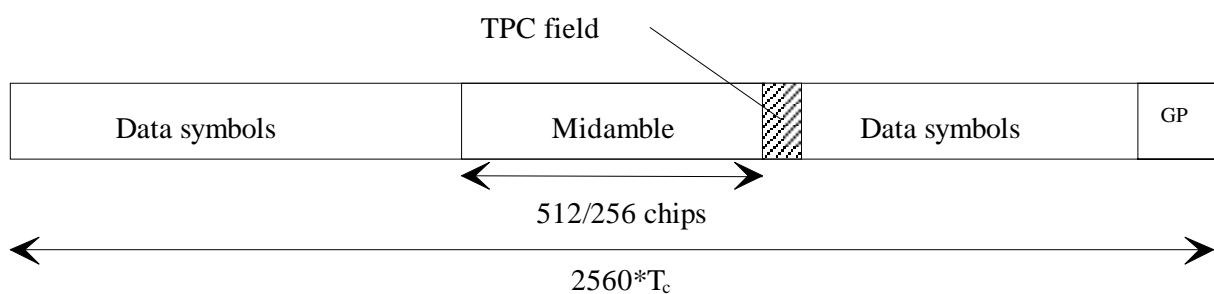 TPC field
Data symbols
Midamble
Data symbols
GP
512/256 chips
2560*Tc